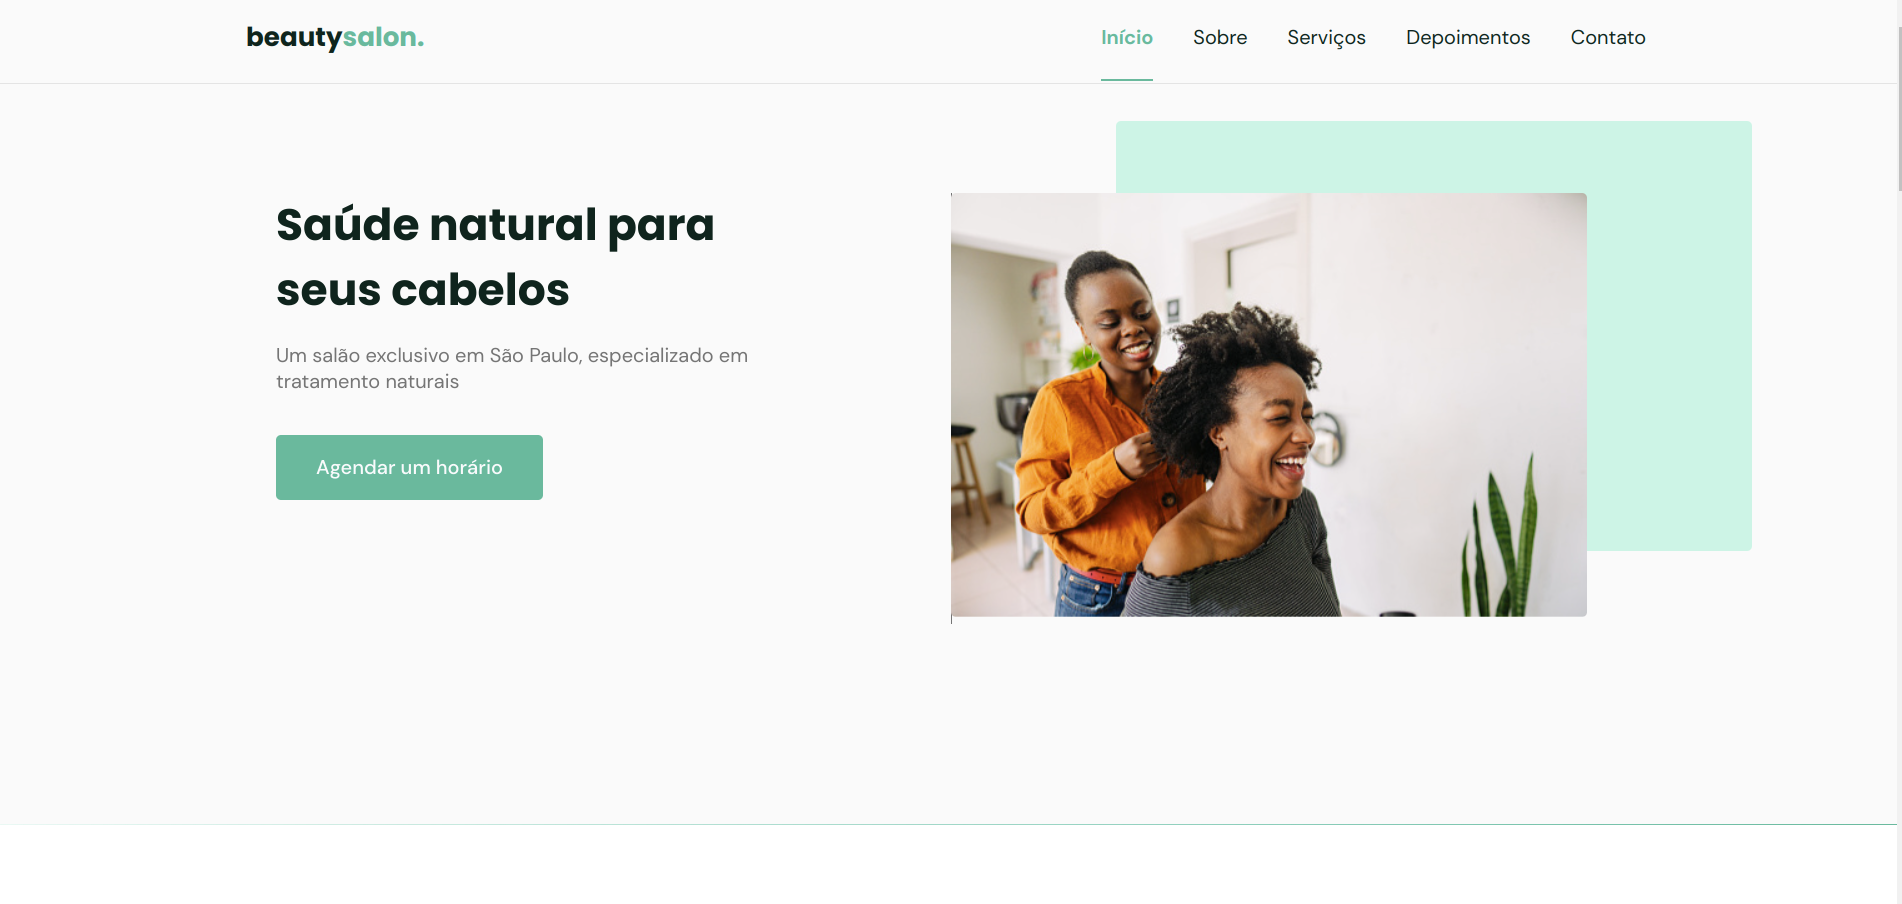 beautysalon.
Início Sobre Serviços Depoimentos Contato
Saúde natural para
seus cabelos
Um salão exclusivo em São Paulo, especializado em
tratamento naturais
Agendar um horário